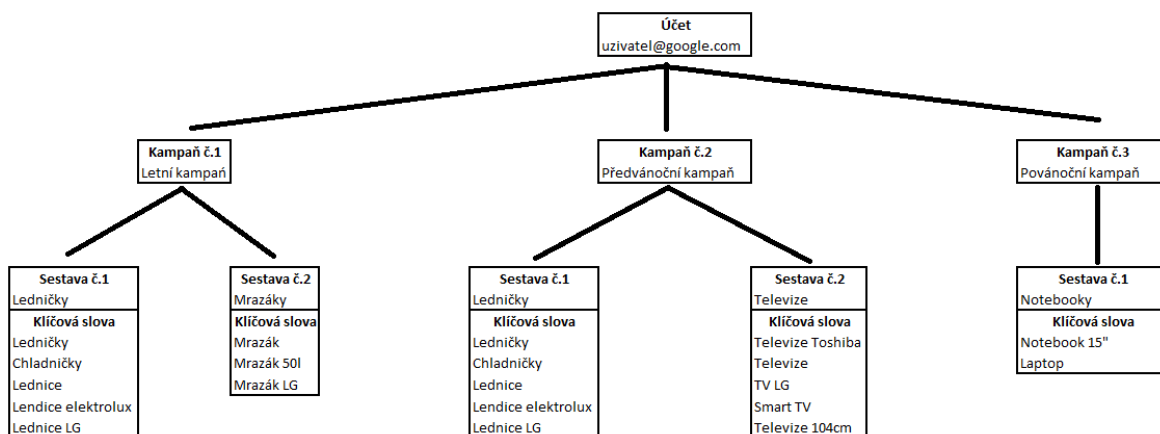 Účet
uzivatel@google.com
Kampaň č.1
Letní kampań
Kampaň č.2
Předvánoční kampaň
Kampaň č.3
Povánoční kampaň
Sestava č.1
Ledničky
Klíčová slova
Ledničky
Chladničky
Lednice
Lendice elektrolux
Lednice LG
Sestava č.2
Mrazáky
Klíčová slova
Mrazák
Mrazák 50l
Mrazák LG
Sestava č.1
Ledničky
Klíčová slova
Ledničky
Chladničky
Lednice
Lendice elektrolux
Lednice LG
Sestava č.2
Televize
Klíčová slova
Televize Toshiba
Televize
TV LG
Smart TV
Televize 104cm
Sestava č.1
Notebooky
Klíčová slova
Notebook 15"
Laptop